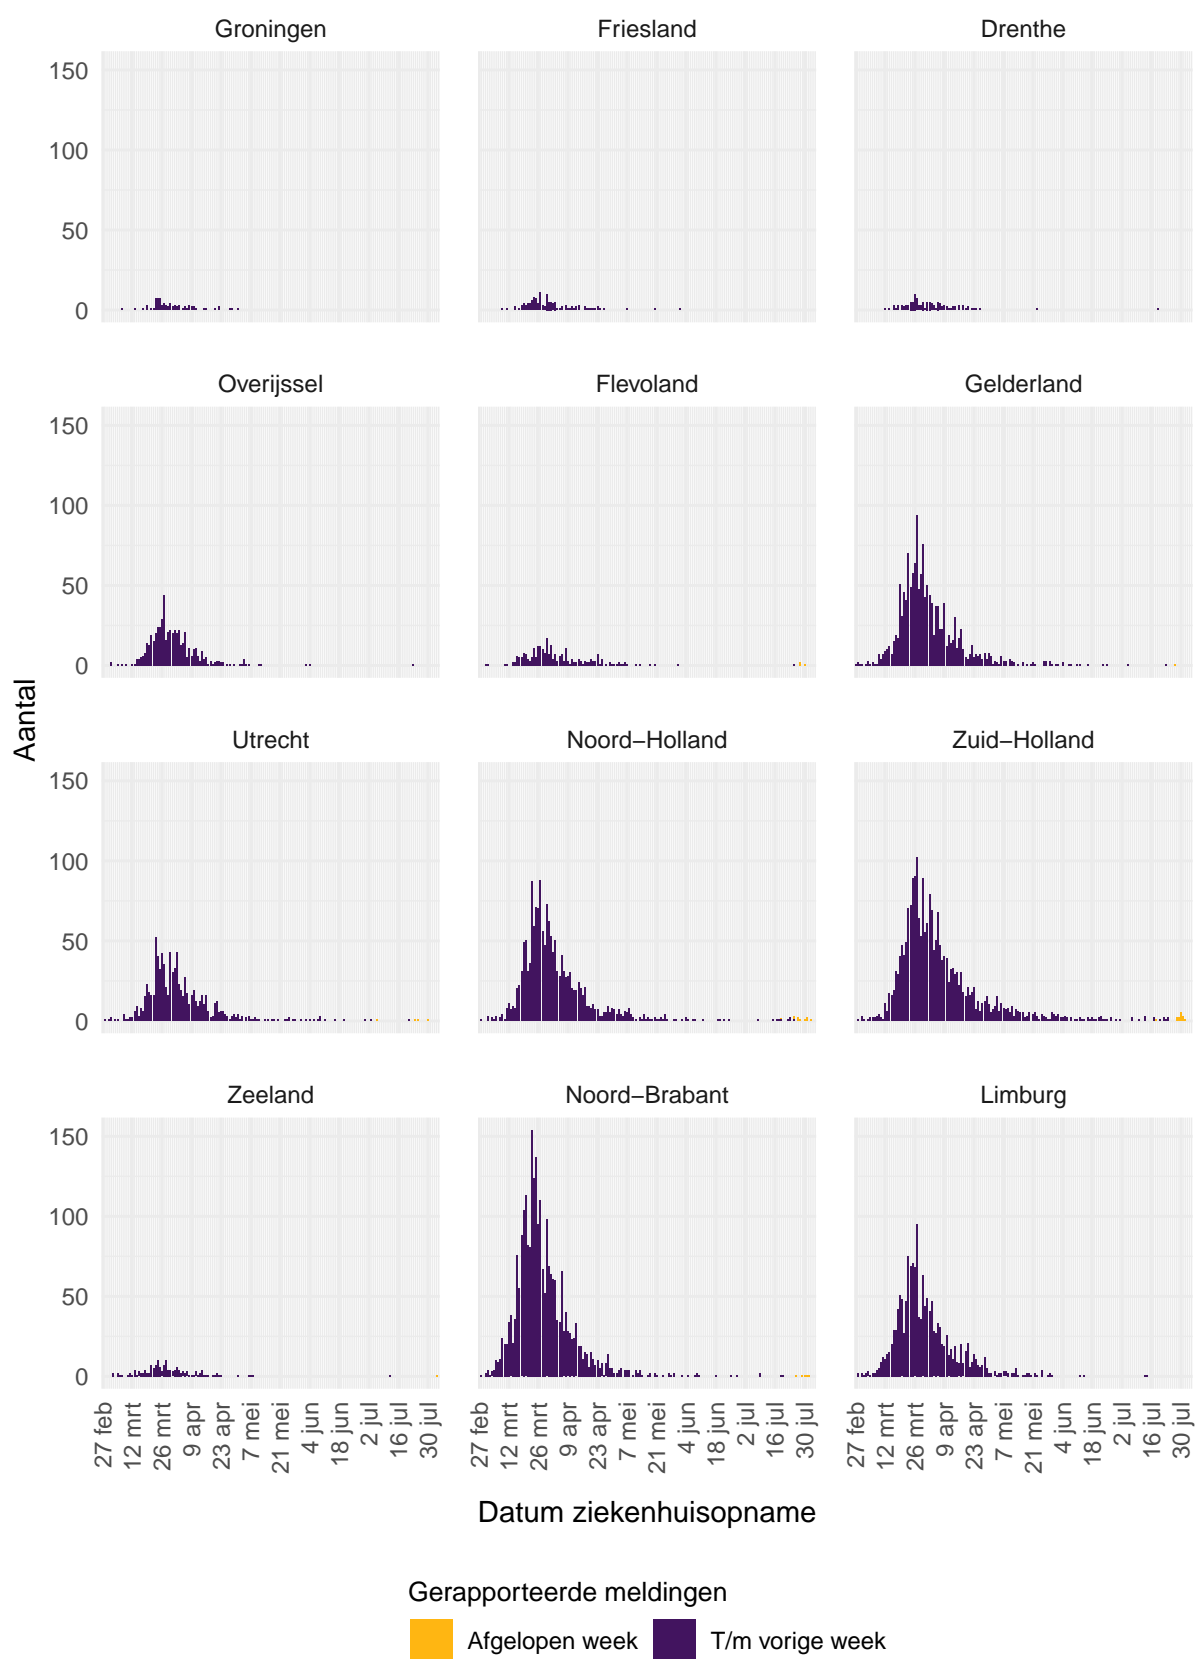 Groningen Friesland Drenthe
150
100
50
0
Overijssel Flevoland Gelderland
150
100
50
0
Aantal
Utrecht Noord−Holland Zuid−Holland
150
100
50
0
Zeeland Noord−Brabant Limburg
150
100
50
0
27 feb 12 mrt 26 mrt 9 apr 23 apr 7 mei 21 mei 4 jun 18 jun 2 jul 16 jul 30 jul 27 feb 12 mrt 26 mrt 9 apr 23 apr 7 mei 21 mei 4 jun 18 jun 2 jul 16 jul 30 jul 27 feb 12 mrt 26 mrt 9 apr 23 apr 7 mei 21 mei 4 jun 18 jun 2 jul 16 jul 30 jul
Datum ziekenhuisopname
Gerapporteerde meldingen
Afgelopen week T/m vorige week